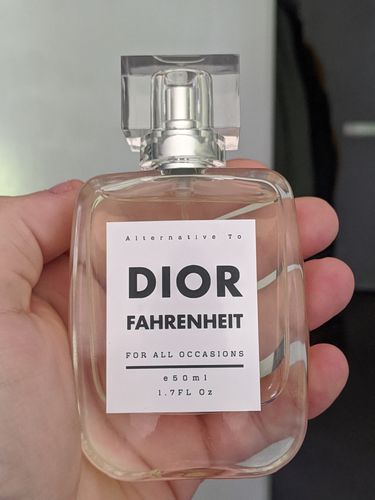 Alternative To
DIOR
FAHRENHEIT
FOR ALL OCCASIONS
e50ml
1.7FL Oz